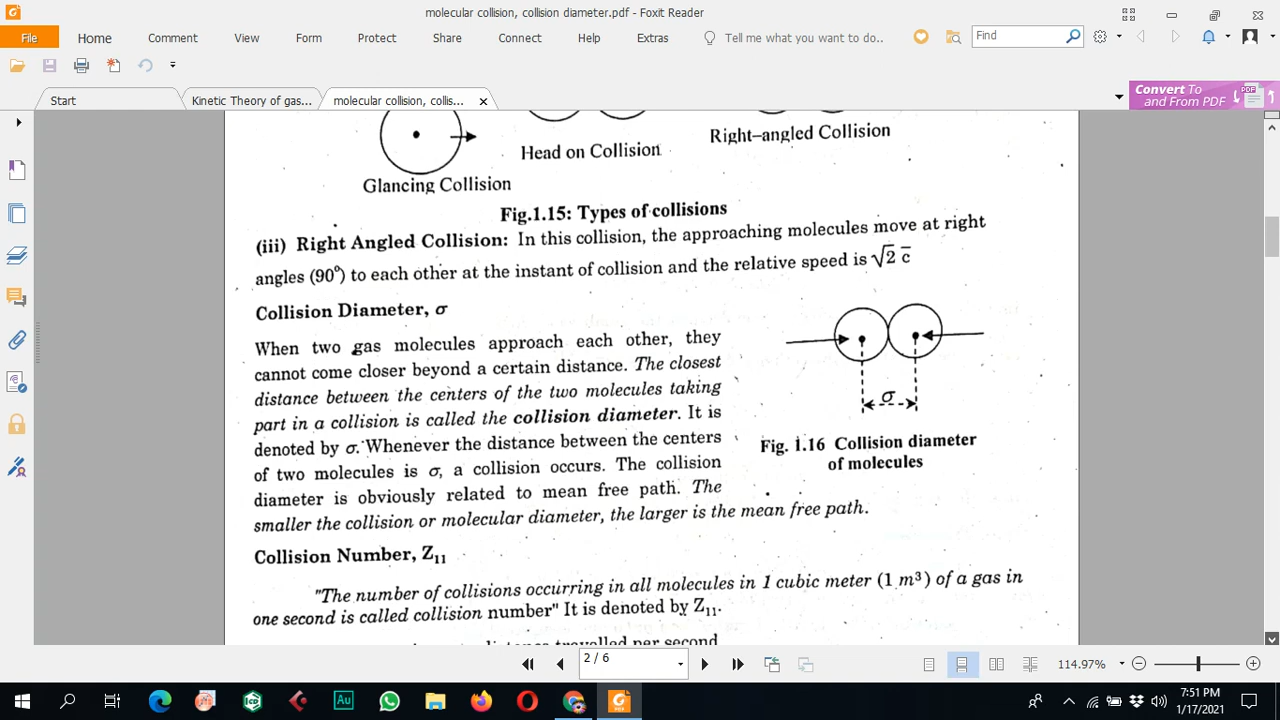 molecular collision, collision diameter.pdf - Foxit Reader
File Home Comment View Form Protect Share Connect Help Extras Tell me what you want to do.. Find
Start Kinetic Theory of gas... molecular collision, collis... Convert To
and From PDF PDF
Right–angled Collision
Head on Collision
Glancing Collision
Fig.1.15: Types of collisions
(iii) Right Angled Collision: In this collision, the approaching molecules move at right
angles (90°) to each other at the instant of collision and the relative speed is √2 c̄
Collision Diameter, σ
When two gas molecules approach each other, they
cannot come closer beyond a certain distance. The closest
distance between the centers of the two molecules taking
part in a collision is called the collision diameter. It is
denoted by σ. Whenever the distance between the centers
of two molecules is σ, a collision occurs. The collision
diameter is obviously related to mean free path. The
smaller the collision or molecular diameter, the larger is the mean free path.
σ
Fig. 1.16 Collision diameter
of molecules
Collision Number, Z₁₁
"The number of collisions occurring in all molecules in 1 cubic meter (1 m³) of a gas in
one second is called collision number" It is denoted by Z₁₁.
travelled per second
2 / 6 114.97%
Au
7:51 PM
1/17/2021